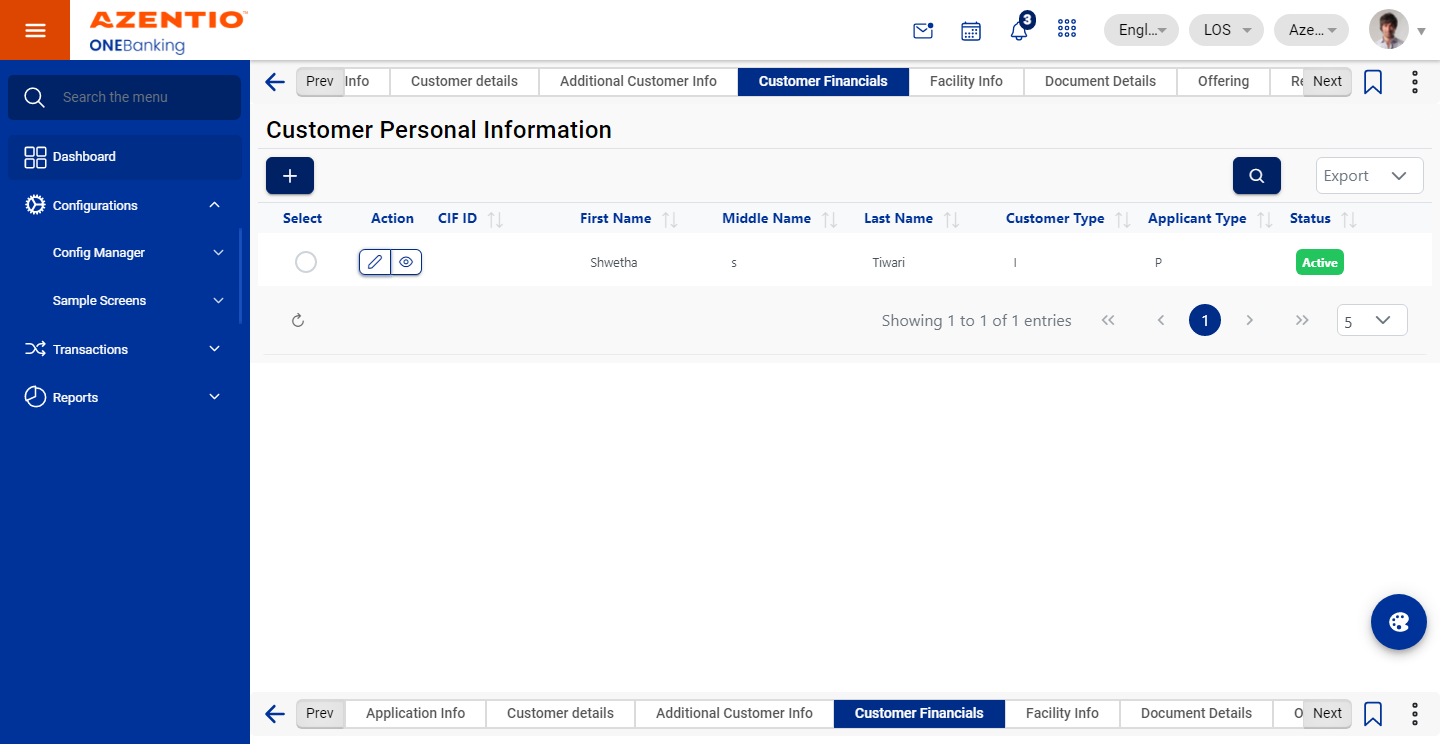 AZENTIO™
ONEBanking
3
Engl...
LOS
Aze...
Search the menu
Dashboard
Configurations
Config Manager
Sample Screens
Transactions
Reports
Prev
Info
Customer details
Additional Customer Info
Customer Financials
Facility Info
Document Details
Offering
Re
Next
Customer Personal Information
Export
Select
Action
CIF ID
First Name
Middle Name
Last Name
Customer Type
Applicant Type
Status
Shwetha
s
Tiwari
I
P
Active
Showing 1 to 1 of 1 entries
1
5
Prev
Application Info
Customer details
Additional Customer Info
Customer Financials
Facility Info
Document Details
O
Next